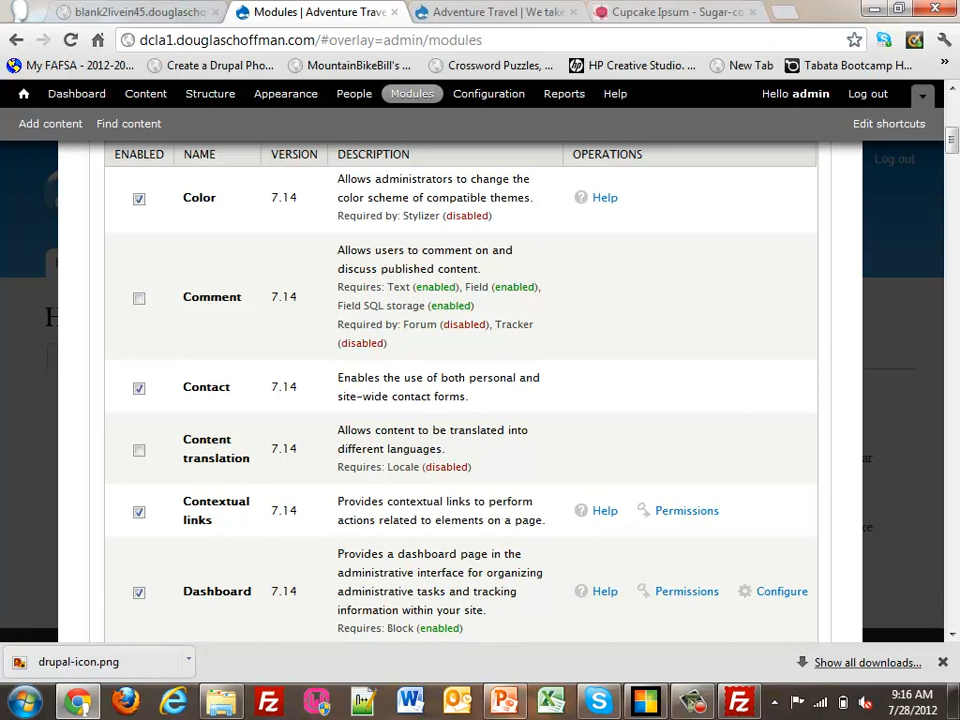 blank2livein45.douglascho
Modules | Adventure Trave
Adventure Travel | We take
Cupcake Ipsum - Sugar-co
dcla1.douglaschoffman.com/#overlay=admin/modules
My FAFSA - 2012-20...
Create a Drupal Pho...
MountainBikeBill's ...
Crossword Puzzles, ...
HP Creative Studio. ...
New Tab
Tabata Bootcamp H...
Dashboard
Content
Structure
Appearance
People
Modules
Configuration
Reports
Help
Hello admin
Log out
Add content
Find content
Edit shortcuts
Log out
ENABLED NAME VERSION DESCRIPTION OPERATIONS
Color
7.14
Allows administrators to change the
color scheme of compatible themes.
Required by: Stylizer (disabled)
Help
Comment
7.14
Allows users to comment on and
discuss published content.
Requires: Text (enabled), Field (enabled),
Field SQL storage (enabled)
Required by: Forum (disabled), Tracker
(disabled)
Contact
7.14
Enables the use of both personal and
site-wide contact forms.
Content
translation
7.14
Allows content to be translated into
different languages.
Requires: Locale (disabled)
Contextual
links
7.14
Provides contextual links to perform
actions related to elements on a page.
Help
Permissions
Dashboard
7.14
Provides a dashboard page in the
administrative interface for organizing
administrative tasks and tracking
information within your site.
Requires: Block (enabled)
Help
Permissions
Configure
drupal-icon.png
Show all downloads...
9:16 AM
7/28/2012